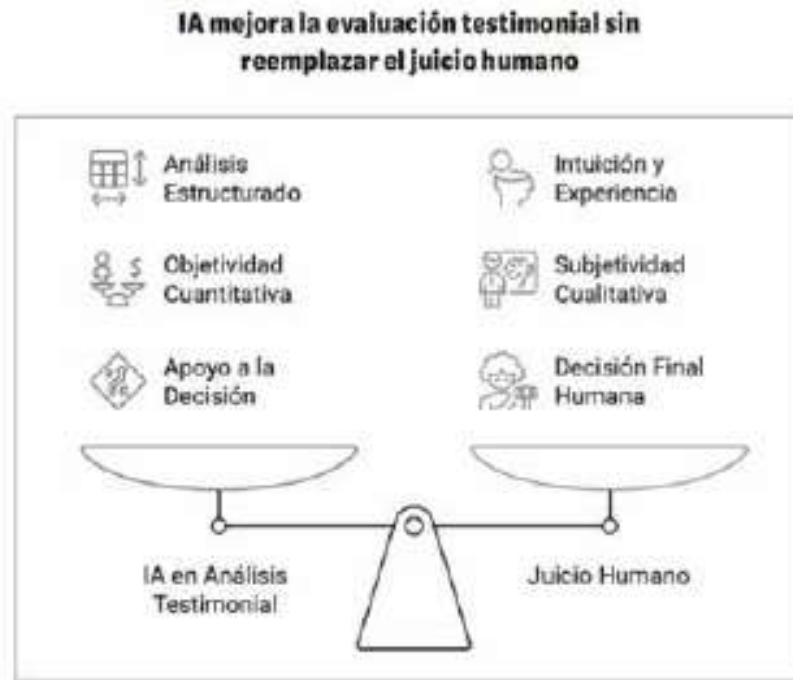 IA mejora la evaluación testimonial sin
reemplazar el juicio humano
Análisis
Estructurado
Intuición y
Experiencia
Objetividad
Cuantitativa
Subjetividad
Cualitativa
Apoyo a la
Decisión
Decisión Final
Humana
IA en Análisis
Testimonial
Juicio Humano